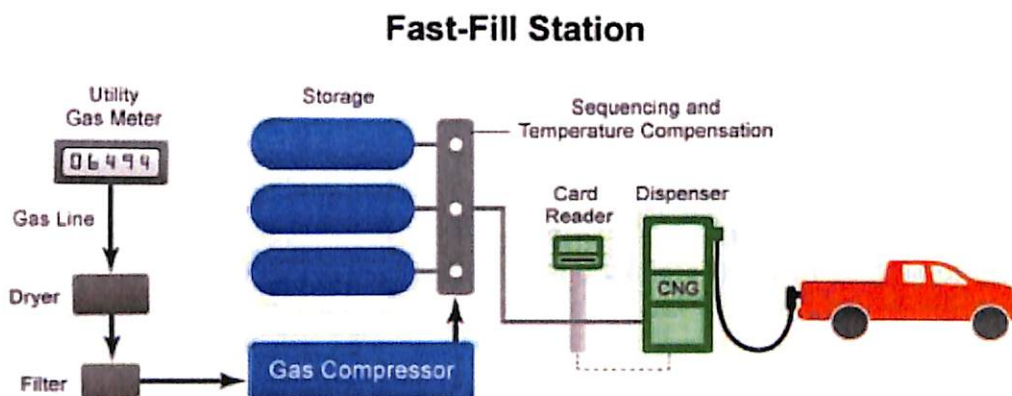 Fast-Fill Station
Utility
Gas Meter
06494
Gas Line
Dryer
Filter
Storage
Gas Compressor
Sequencing and
Temperature Compensation
Card
Reader
Dispenser
CNG